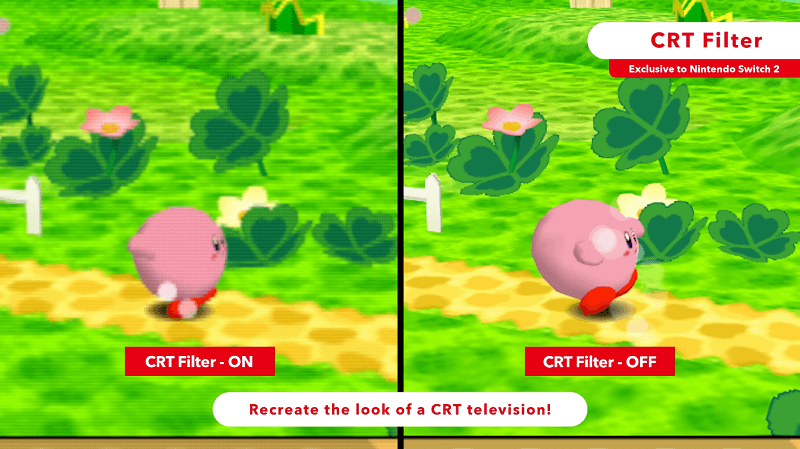 CRT Filter
Exclusive to Nintendo Switch 2
CRT Filter - ON
CRT Filter - OFF
Recreate the look of a CRT television!